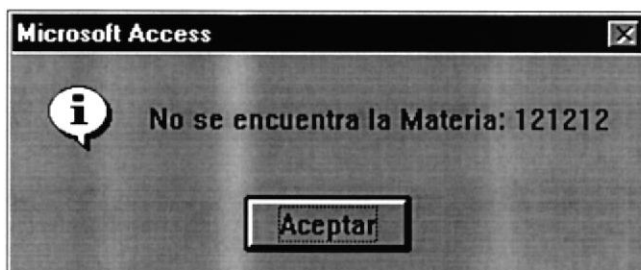 Microsoft Access
No se encuentra la Materia: 121212
Aceptar